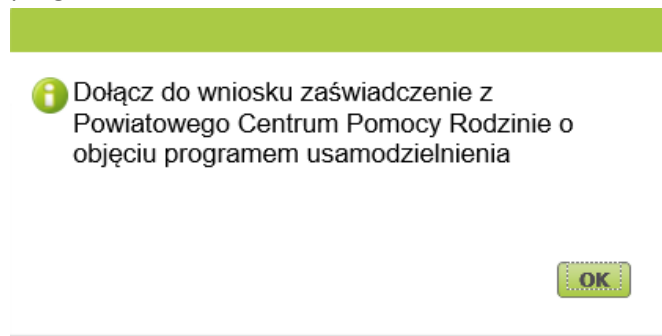 Dołącz do wniosku zaświadczenie z
Powiatowego Centrum Pomocy Rodzinie o
objęciu programem usamodzielnienia
OK